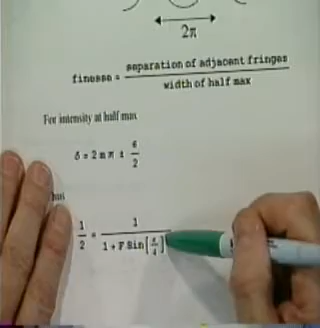 2π
finesse = separation of adjacent fringes / width of half max
For intensity at half max
δ = 2 m π ± ε/2
1/2 = 1 / 1 + F Sin[ε/4]